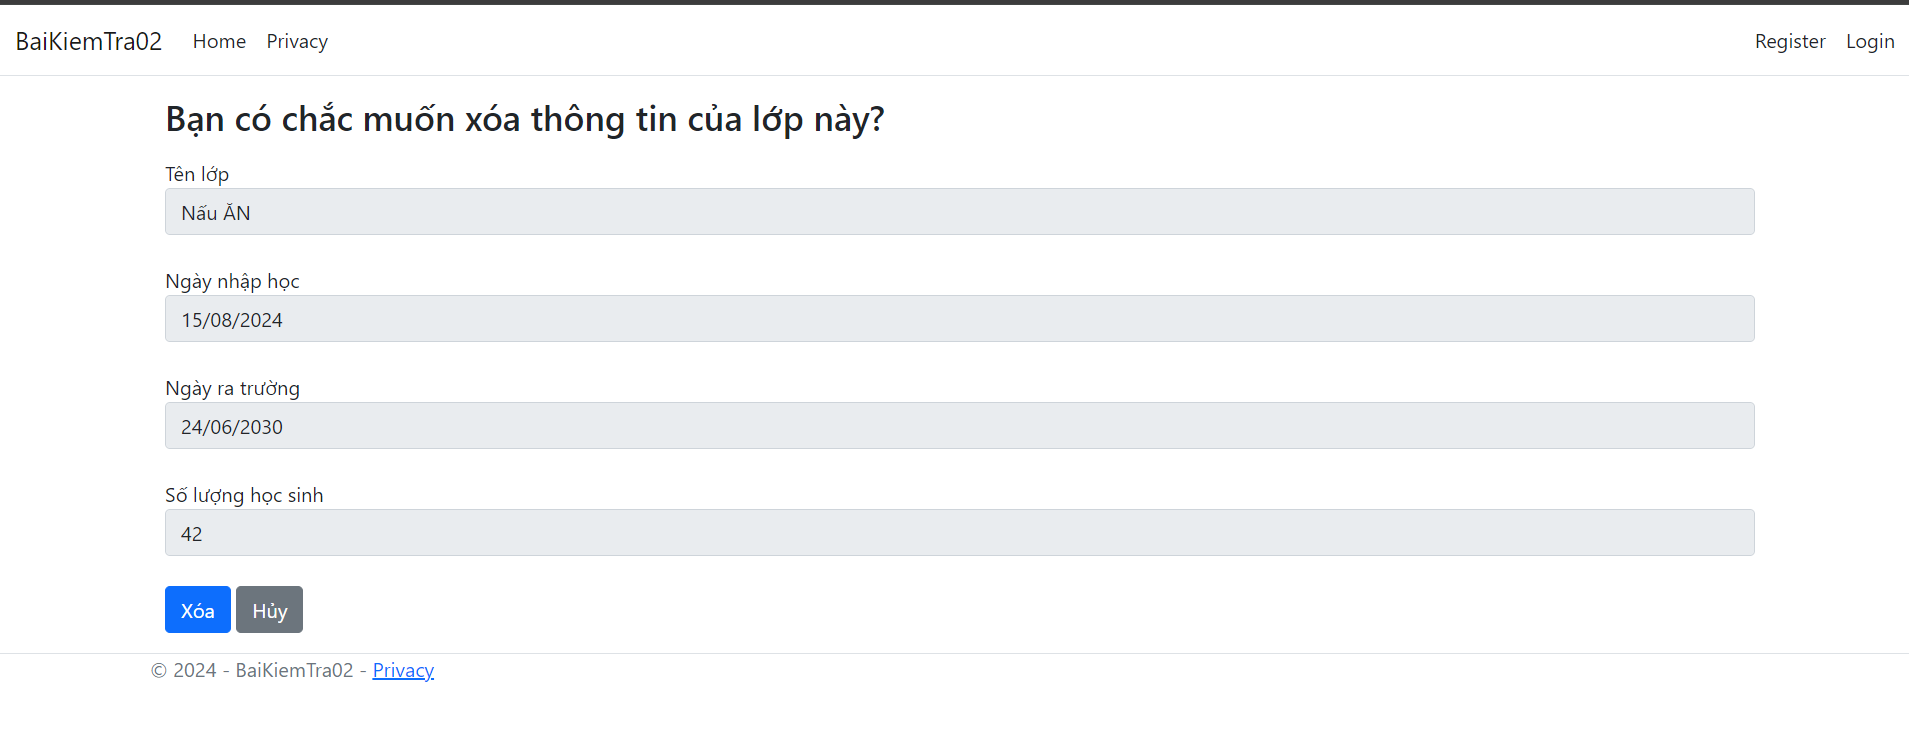 BaiKiemTra02 Home Privacy Register Login
Bạn có chắc muốn xóa thông tin của lớp này?
Tên lớp
Nấu ĂN
Ngày nhập học
15/08/2024
Ngày ra trường
24/06/2030
Số lượng học sinh
42
Xóa Hủy
© 2024 - BaiKiemTra02 - Privacy